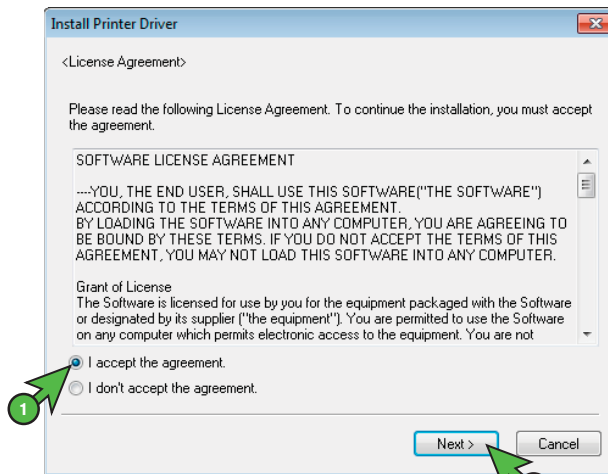 Install Printer Driver
<License Agreement>
Please read the following License Agreement. To continue the installation, you must accept
the agreement.
SOFTWARE LICENSE AGREEMENT
----YOU, THE END USER, SHALL USE THIS SOFTWARE("THE SOFTWARE")
ACCORDING TO THE TERMS OF THIS AGREEMENT.
BY LOADING THE SOFTWARE INTO ANY COMPUTER, YOU ARE AGREEING TO
BE BOUND BY THESE TERMS. IF YOU DO NOT ACCEPT THE TERMS OF THIS
AGREEMENT, YOU MAY NOT LOAD THIS SOFTWARE INTO ANY COMPUTER.
Grant of License
The Software is licensed for use by you for the equipment packaged with the Software
or designated by its supplier ("the equipment"). You are permitted to use the Software
on any computer which permits electronic access to the equipment. You are not
I accept the agreement.
1
I don't accept the agreement.
Next >
Cancel